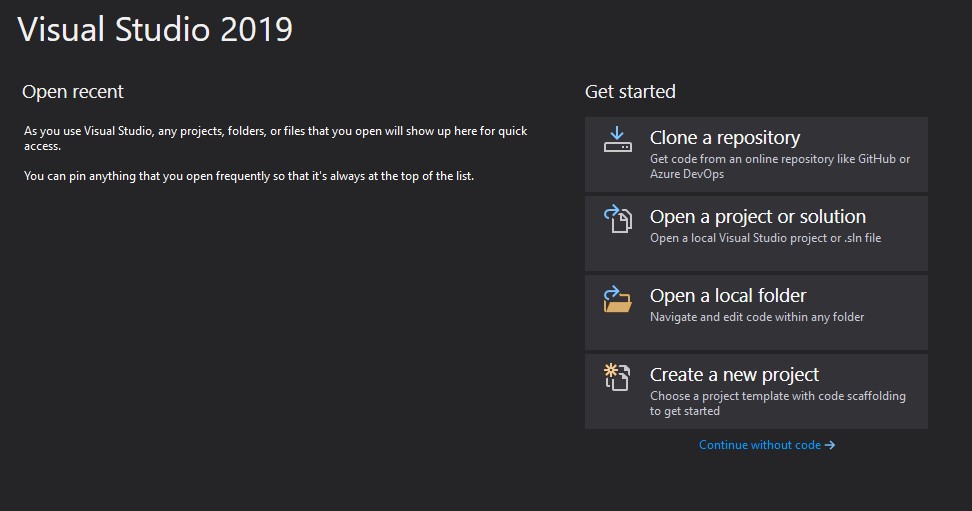 Visual Studio 2019
Open recent
As you use Visual Studio, any projects, folders, or files that you open will show up here for quick
access.
You can pin anything that you open frequently so that it's always at the top of the list.
Get started
Clone a repository
Get code from an online repository like GitHub or
Azure DevOps
Open a project or solution
Open a local Visual Studio project or .sln file
Open a local folder
Navigate and edit code within any folder
Create a new project
Choose a project template with code scaffolding
to get started
Continue without code →